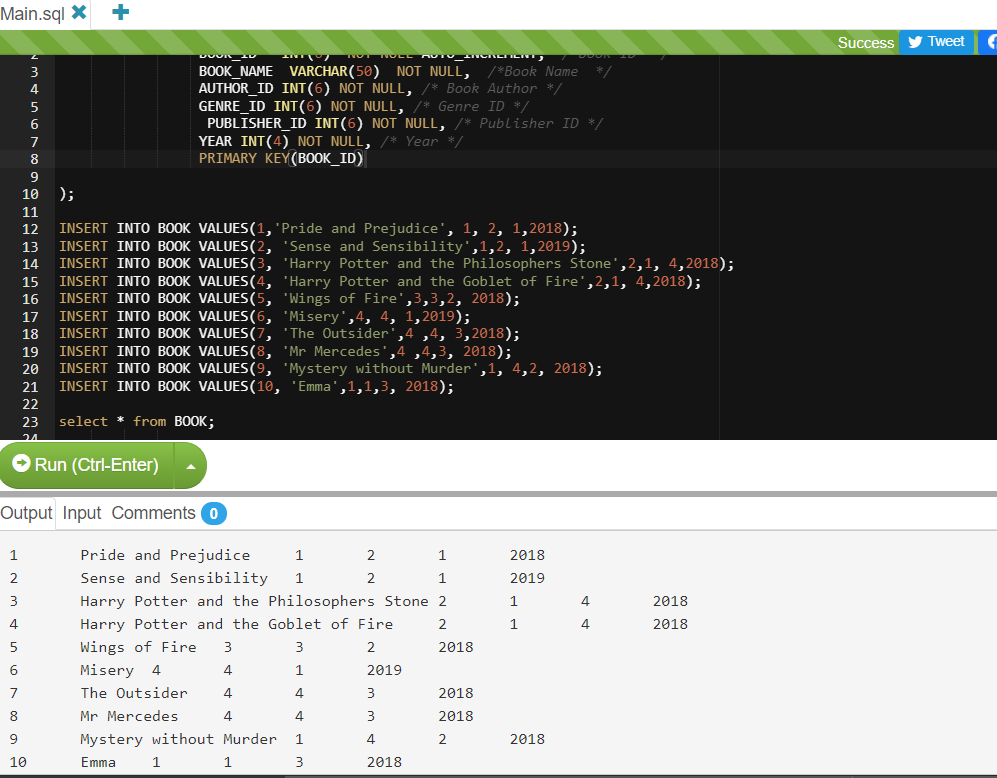 Main.sql
Success Tweet
2 BOOK_ID INT(6) NOT NULL AUTO_INCREMENT,
3 BOOK_NAME VARCHAR(50) NOT NULL, /*Book Name */
4 AUTHOR_ID INT(6) NOT NULL, /* Book Author */
5 GENRE_ID INT(6) NOT NULL, /* Genre ID */
6 PUBLISHER_ID INT(6) NOT NULL, /* Publisher ID */
7 YEAR INT(4) NOT NULL, /* Year */
8 PRIMARY KEY(BOOK_ID)
9
10 );
11
12 INSERT INTO BOOK VALUES(1,'Pride and Prejudice', 1, 2, 1,2018);
13 INSERT INTO BOOK VALUES(2, 'Sense and Sensibility',1,2, 1,2019);
14 INSERT INTO BOOK VALUES(3, 'Harry Potter and the Philosophers Stone',2,1, 4,2018);
15 INSERT INTO BOOK VALUES(4, 'Harry Potter and the Goblet of Fire',2,1, 4,2018);
16 INSERT INTO BOOK VALUES(5, 'Wings of Fire',3,3,2, 2018);
17 INSERT INTO BOOK VALUES(6, 'Misery',4, 4, 1,2019);
18 INSERT INTO BOOK VALUES(7, 'The Outsider',4 ,4, 3,2018);
19 INSERT INTO BOOK VALUES(8, 'Mr Mercedes',4 ,4,3, 2018);
20 INSERT INTO BOOK VALUES(9, 'Mystery without Murder',1, 4,2, 2018);
21 INSERT INTO BOOK VALUES(10, 'Emma',1,1,3, 2018);
22
23 select * from BOOK;
24
Run (Ctrl-Enter)
Output Input Comments 0
1 Pride and Prejudice 1 2 1 2018
2 Sense and Sensibility 1 2 1 2019
3 Harry Potter and the Philosophers Stone 2 1 4 2018
4 Harry Potter and the Goblet of Fire 2 1 4 2018
5 Wings of Fire 3 3 2 2018
6 Misery 4 4 1 2019
7 The Outsider 4 4 3 2018
8 Mr Mercedes 4 4 3 2018
9 Mystery without Murder 1 4 2 2018
10 Emma 1 1 3 2018